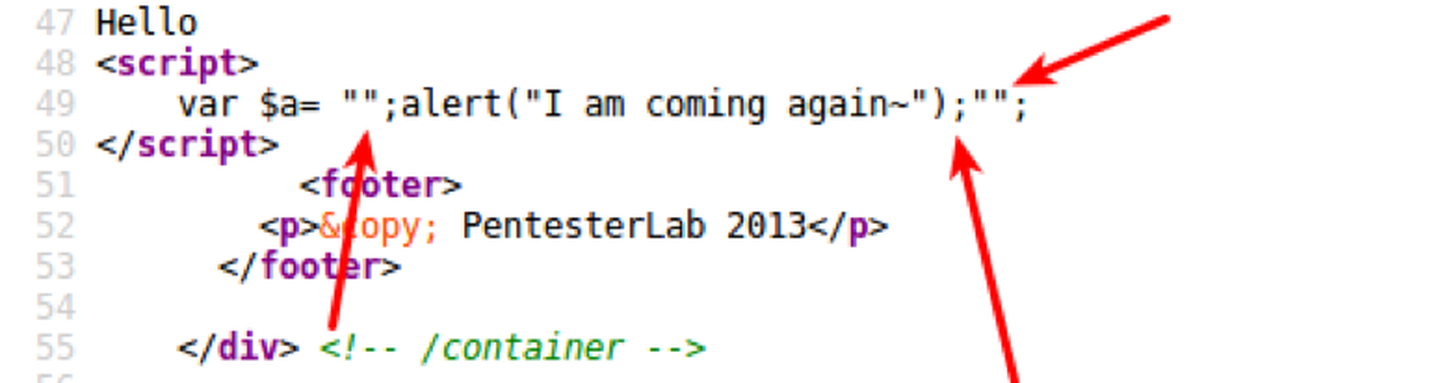 47 Hello
48 <script>
49 var $a= "";alert("I am coming again~");"";
50 </script>
51 <footer>
52 <p>&copy; PentesterLab 2013</p>
53 </footer>
54
55 </div> <!-- /container -->
56